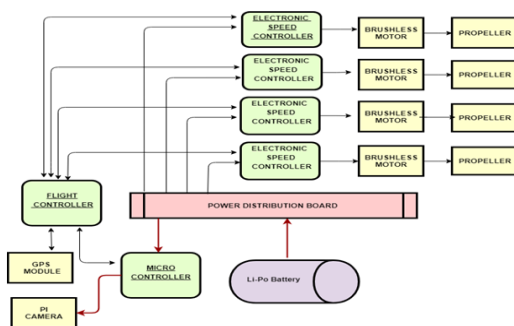 ELECTRONIC
SPEED
CONTROLLER
BRUSHLESS
MOTOR
PROPELLER
ELECTRONIC
SPEED
CONTROLLER
BRUSHLESS
MOTOR
PROPELLER
ELECTRONIC
SPEED
CONTROLLER
BRUSHLESS
MOTOR
PROPELLER
ELECTRONIC
SPEED
CONTROLLER
BRUSHLESS
MOTOR
PROPELLER
FLIGHT
CONTROLLER
POWER DISTRIBUTION BOARD
GPS
MODULE
MICRO
CONTROLLER
Li-Po Battery
PI
CAMERA